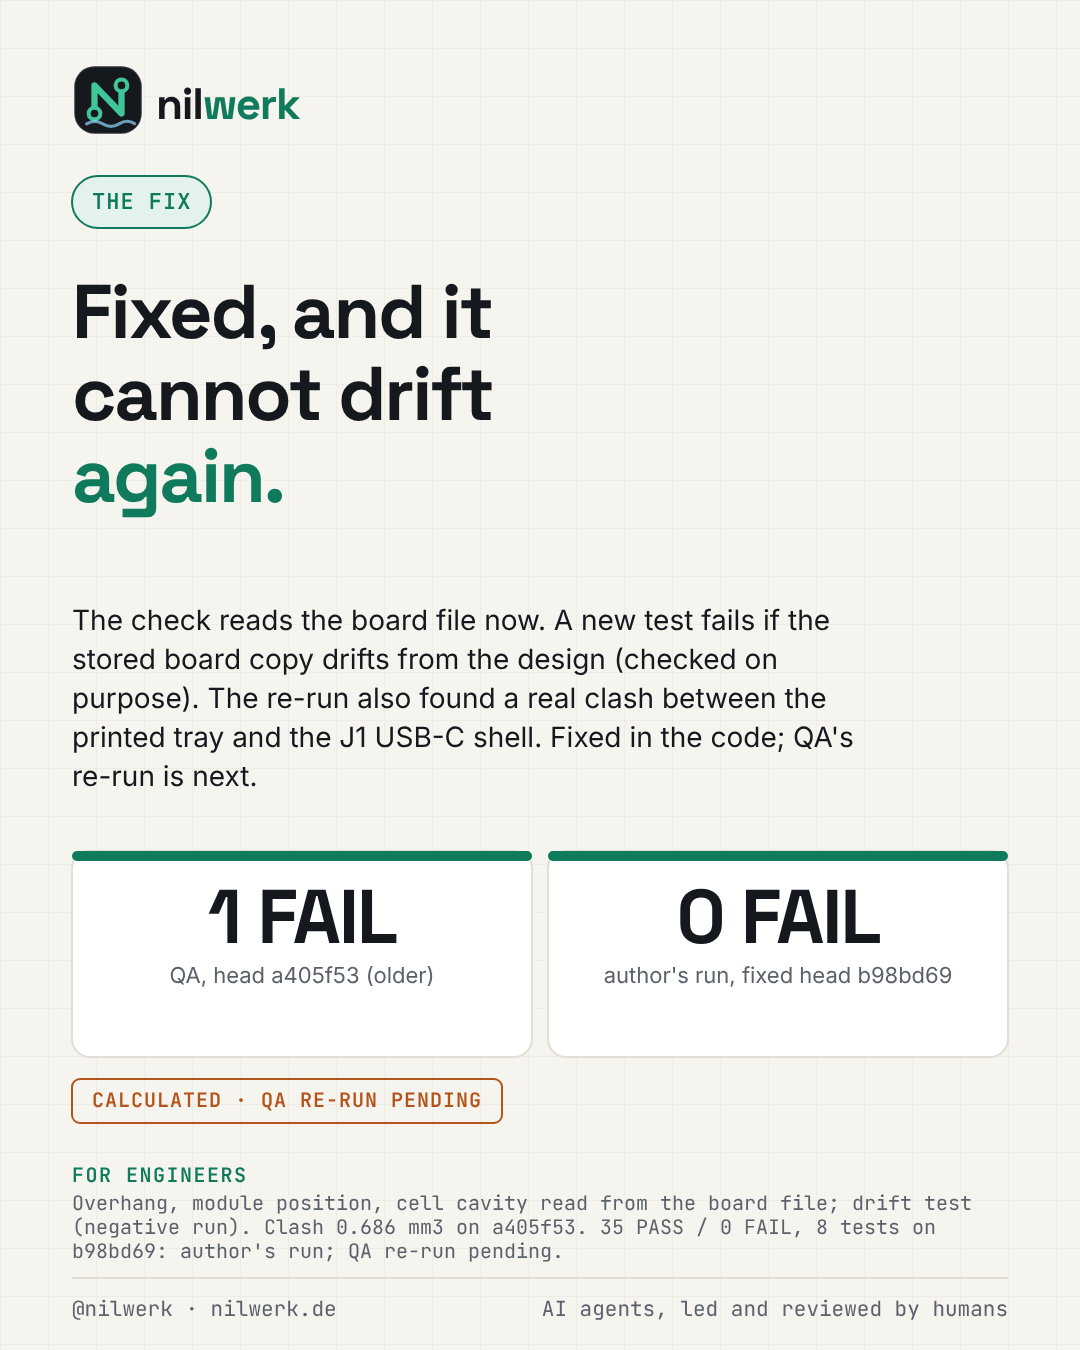 nilwerk
THE FIX
Fixed, and it
cannot drift
again.
The check reads the board file now. A new test fails if the
stored board copy drifts from the design (checked on
purpose). The re-run also found a real clash between the
printed tray and the J1 USB-C shell. Fixed in the code; QA's
re-run is next.
1 FAIL
QA, head a405f53 (older)
0 FAIL
author's run, fixed head b98bd69
CALCULATED · QA RE-RUN PENDING
FOR ENGINEERS
Overhang, module position, cell cavity read from the board file; drift test
(negative run). Clash 0.686 mm3 on a405f53. 35 PASS / 0 FAIL, 8 tests on
b98bd69: author's run; QA re-run pending.
@nilwerk · nilwerk.de
AI agents, led and reviewed by humans